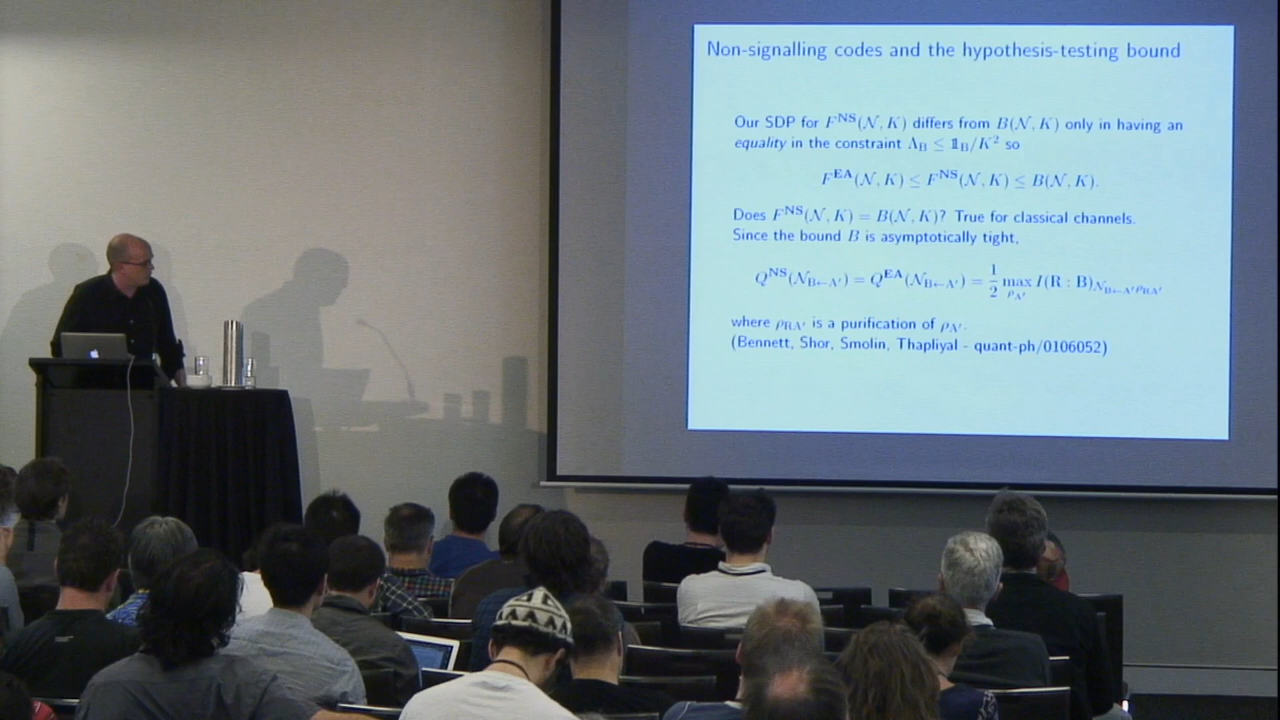 Non-signalling codes and the hypothesis-testing bound
Our SDP for F^NS(𝒩, K) differs from B(𝒩, K) only in having an
equality in the constraint Λ_B ≤ 𝟙_B/K² so
F^EA(𝒩, K) ≤ F^NS(𝒩, K) ≤ B(𝒩, K).
Does F^NS(𝒩, K) = B(𝒩, K)? True for classical channels.
Since the bound B is asymptotically tight,
Q^NS(𝒩_B←A′) = Q^EA(𝒩_B←A′) = 1/2 max_ρ_A′ I(R : B)_𝒩_B←A′ρ_RA′
where ρ_RA′ is a purification of ρ_A′.
(Bennett, Shor, Smolin, Thapliyal - quant-ph/0106052)